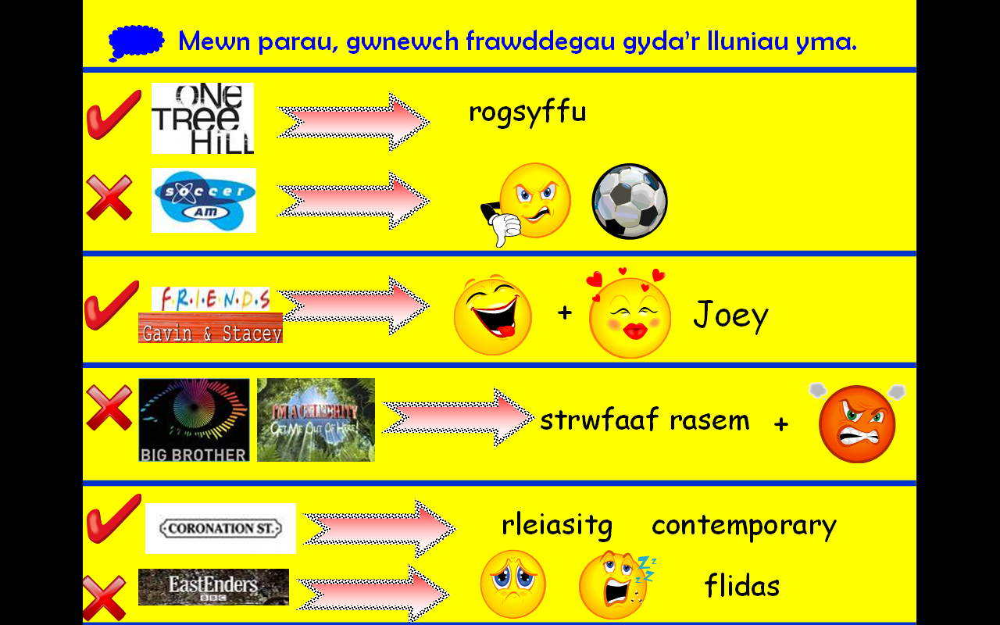 Mewn parau, gwnewch frawddegau gyda'r lluniau yma.
ONE
TREE
HILL
rogsyffu
soccer
AM
F·R·I·E·N·D·S
Gavin & Stacey
+
Joey
BIG BROTHER
I'M A CELEBRITY
GET ME OUT OF HERE!
strwfaaf rasem +
CORONATION ST.
rleiasitg contemporary
EastEnders
BBC
Z z z z
flidas